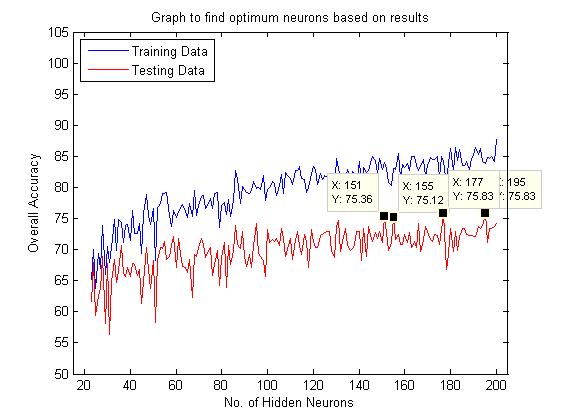 Graph to find optimum neurons based on results
105
100
95
90
85
80
75
70
65
60
55
50
Overall Accuracy
Training Data
Testing Data
X: 151
Y: 75.36
X: 155
Y: 75.12
X: 177
Y: 75.83
: 195
: 75.83
20 40 60 80 100 120 140 160 180 200
No. of Hidden Neurons